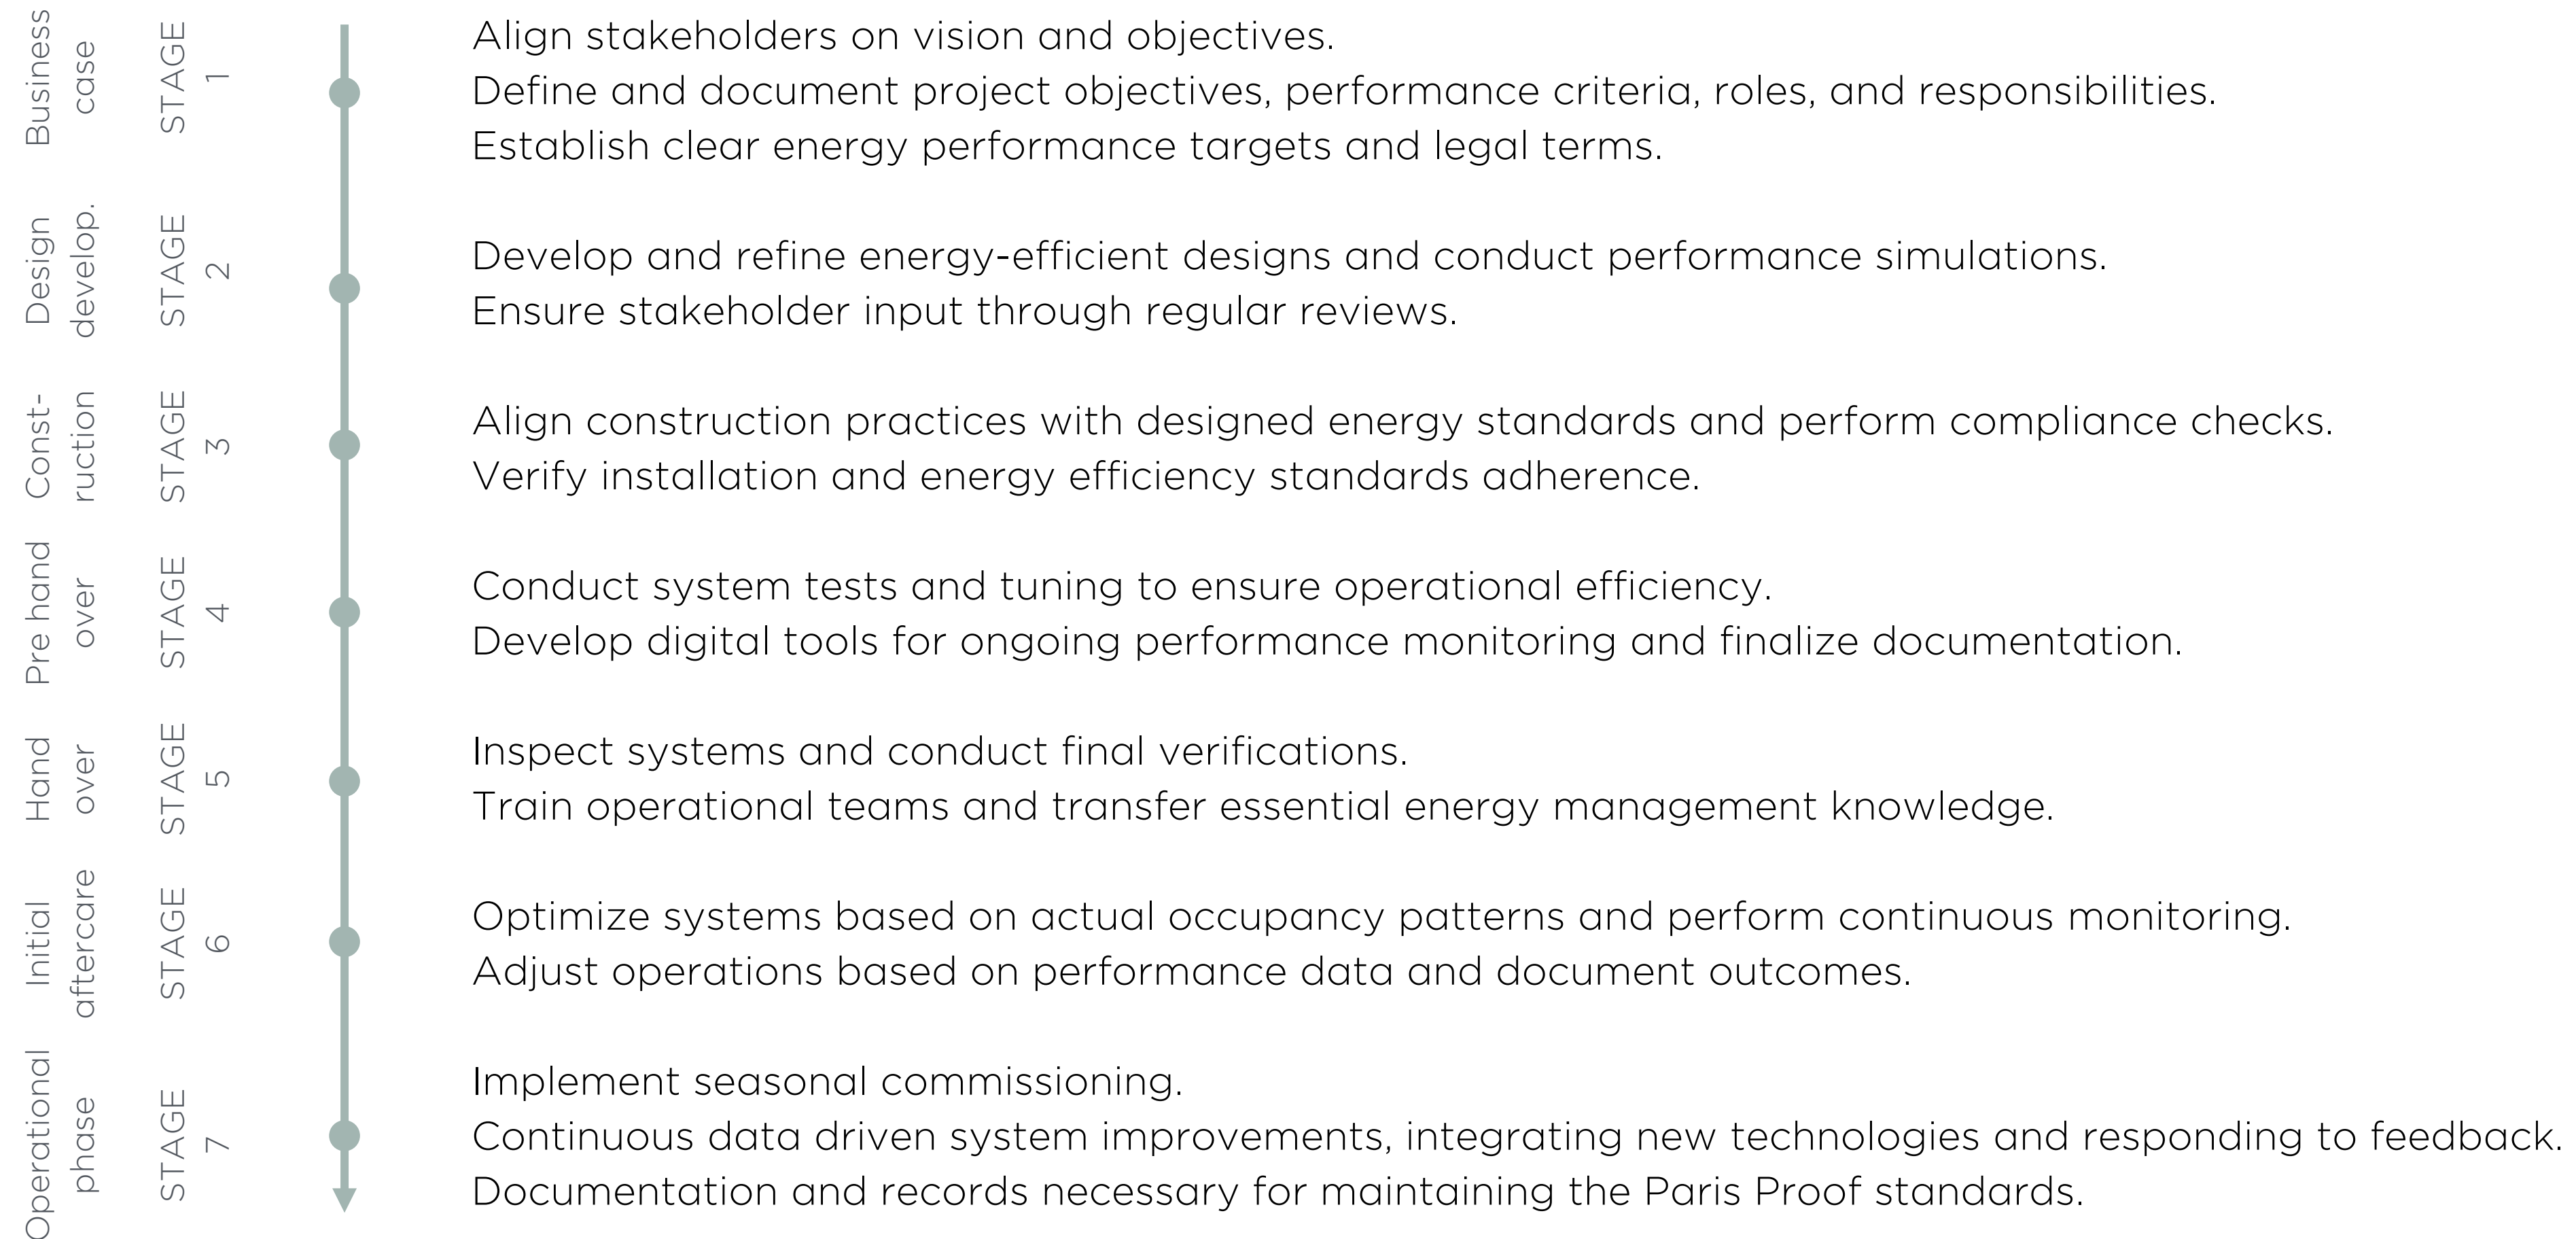 Business
case
STAGE
1
Align stakeholders on vision and objectives.
Define and document project objectives, performance criteria, roles, and responsibilities.
Establish clear energy performance targets and legal terms.
Design
develop.
STAGE
2
Develop and refine energy-efficient designs and conduct performance simulations.
Ensure stakeholder input through regular reviews.
Const-
ruction
STAGE
3
Align construction practices with designed energy standards and perform compliance checks.
Verify installation and energy efficiency standards adherence.
Pre hand
over
STAGE
4
Conduct system tests and tuning to ensure operational efficiency.
Develop digital tools for ongoing performance monitoring and finalize documentation.
Hand
over
STAGE
5
Inspect systems and conduct final verifications.
Train operational teams and transfer essential energy management knowledge.
Initial
aftercare
STAGE
6
Optimize systems based on actual occupancy patterns and perform continuous monitoring.
Adjust operations based on performance data and document outcomes.
Operational
phase
STAGE
7
Implement seasonal commissioning.
Continuous data driven system improvements, integrating new technologies and responding to feedback.
Documentation and records necessary for maintaining the Paris Proof standards.